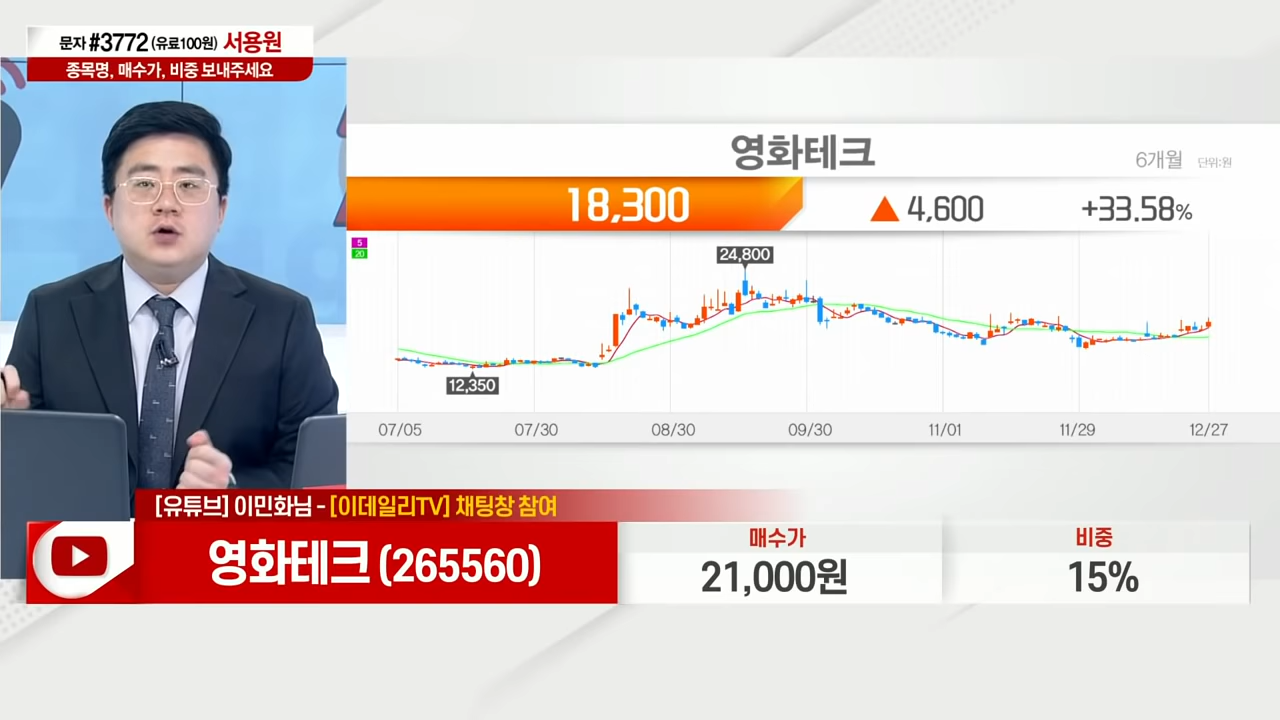 문자 #3772 (유료100원) 서용원
종목명, 매수가, 비중 보내주세요
영화테크
6개월 단위:원
18,300 ▲ 4,600 +33.58%
5
20
24,800
12,350
07/05 07/30 08/30 09/30 11/01 11/29 12/27
[유튜브] 이민화님 - [이데일리TV] 채팅창 참여
영화테크 (265560)
매수가 비중
21,000원 15%